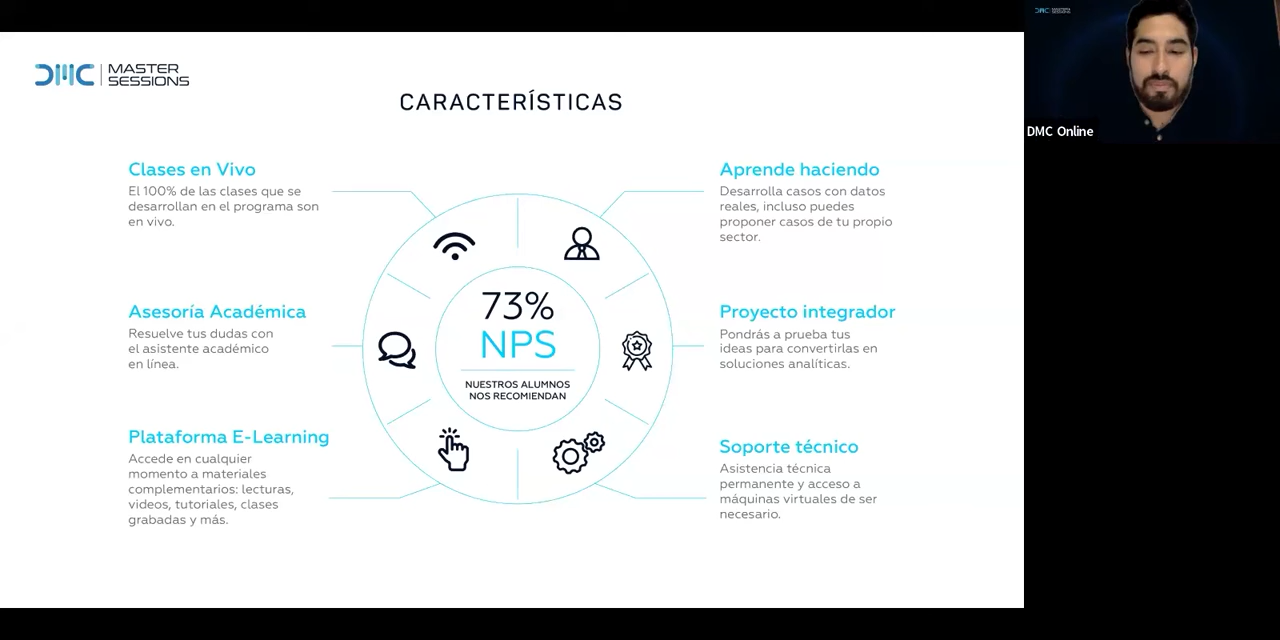 DMC | MASTER
SESSIONS
CARACTERÍSTICAS
Clases en Vivo
El 100% de las clases que se
desarrollan en el programa son
en vivo.
Asesoría Académica
Resuelve tus dudas con
el asistente académico
en línea.
Plataforma E-Learning
Accede en cualquier
momento a materiales
complementarios: lecturas,
videos, tutoriales, clases
grabadas y más.
73%
NPS
NUESTROS ALUMNOS
NOS RECOMIENDAN
Aprende haciendo
Desarrolla casos con datos
reales, incluso puedes
proponer casos de tu propio
sector.
Proyecto integrador
Pondrás a prueba tus
ideas para convertirlas en
soluciones analíticas.
Soporte técnico
Asistencia técnica
permanente y acceso a
máquinas virtuales de ser
necesario.
DMC MASTER
SESSIONS
DMC Online